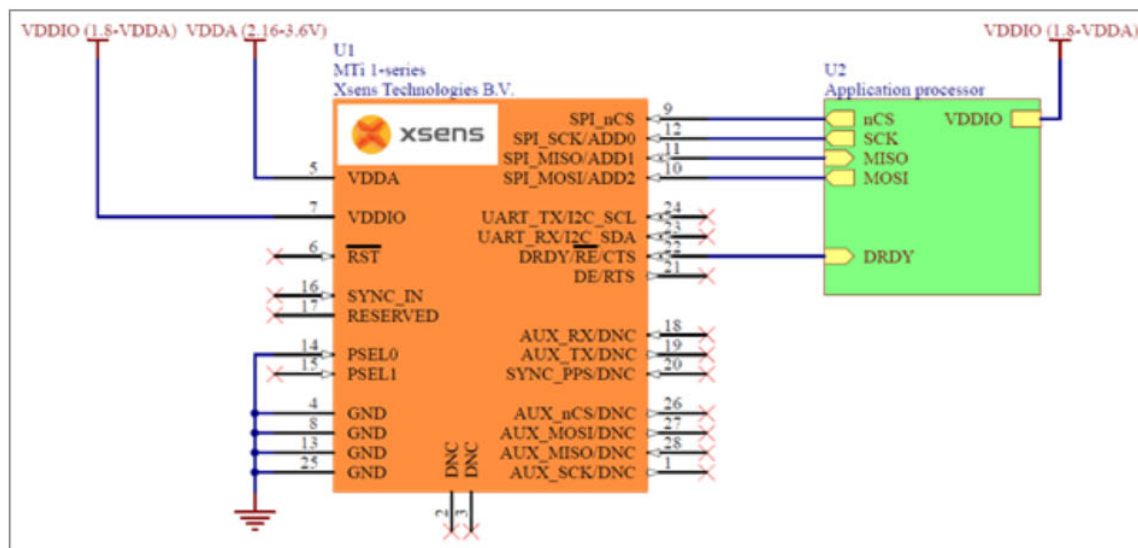 VDDIO (1.8-VDDA) VDDA (2.16-3.6V) VDDIO (1.8-VDDA)
U1
MTi 1-series
Xsens Technologies B.V.
U2
Application processor
xsens
5 VDDA
7 VDDIO
6 RST
16 SYNC_IN
17 RESERVED
14 PSEL0
15 PSEL1
4 GND
8 GND
13 GND
25 GND
SPI_nCS 9
SPI_SCK/ADD0 12
SPI_MISO/ADD1 11
SPI_MOSI/ADD2 10
UART_TX/I2C_SCL 24
UART_RX/I2C_SDA 23
DRDY/RE/CTS 22
DE/RTS 21
AUX_RX/DNC 18
AUX_TX/DNC 19
SYNC_PPS/DNC 20
AUX_nCS/DNC 26
AUX_MOSI/DNC 27
AUX_MISO/DNC 28
AUX_SCK/DNC 1
DNC 2
DNC 3
nCS VDDIO
SCK
MISO
MOSI
DRDY